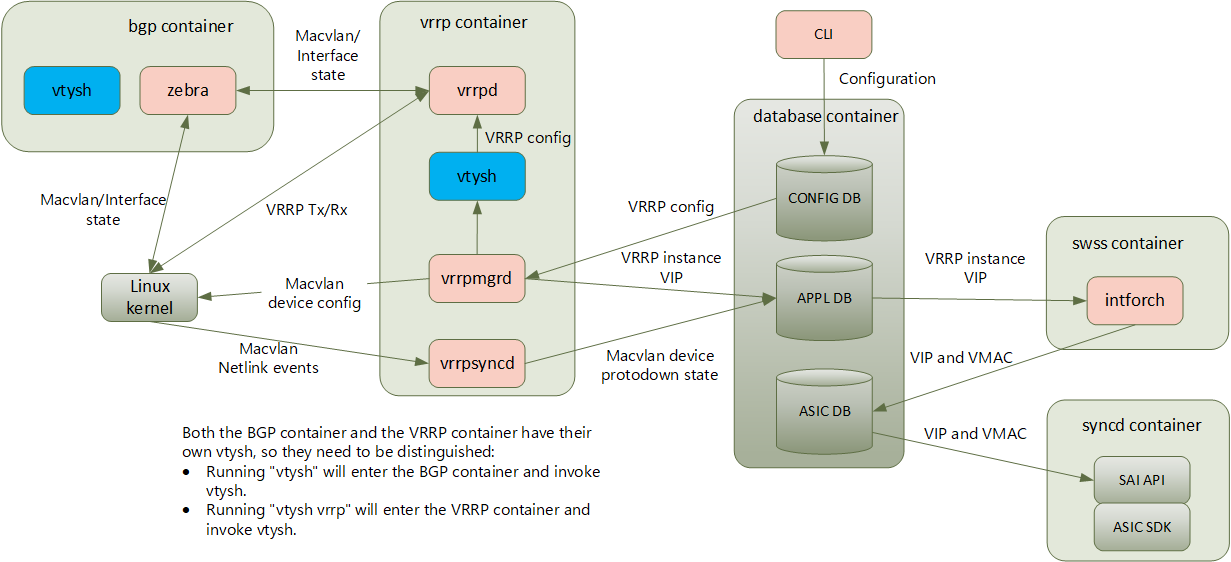 bgp container
vtysh
zebra
Macvlan/
Interface
state
vrrp container
vrrpd
VRRP config
vtysh
vrrpmgrd
vrrpsyncd
CLI
Configuration
database container
CONFIG DB
APPL DB
ASIC DB
Macvlan/Interface
state
VRRP Tx/Rx
Linux
kernel
Macvlan
device config
Macvlan
Netlink events
VRRP config
VRRP instance
VIP
Macvlan device
protodown state
VRRP instance
VIP
swss container
intforch
VIP and VMAC
VIP and VMAC
syncd container
SAI API
ASIC SDK
Both the BGP container and the VRRP container have their
own vtysh, so they need to be distinguished:
• Running "vtysh" will enter the BGP container and invoke
vtysh.
• Running "vtysh vrrp" will enter the VRRP container and
invoke vtysh.